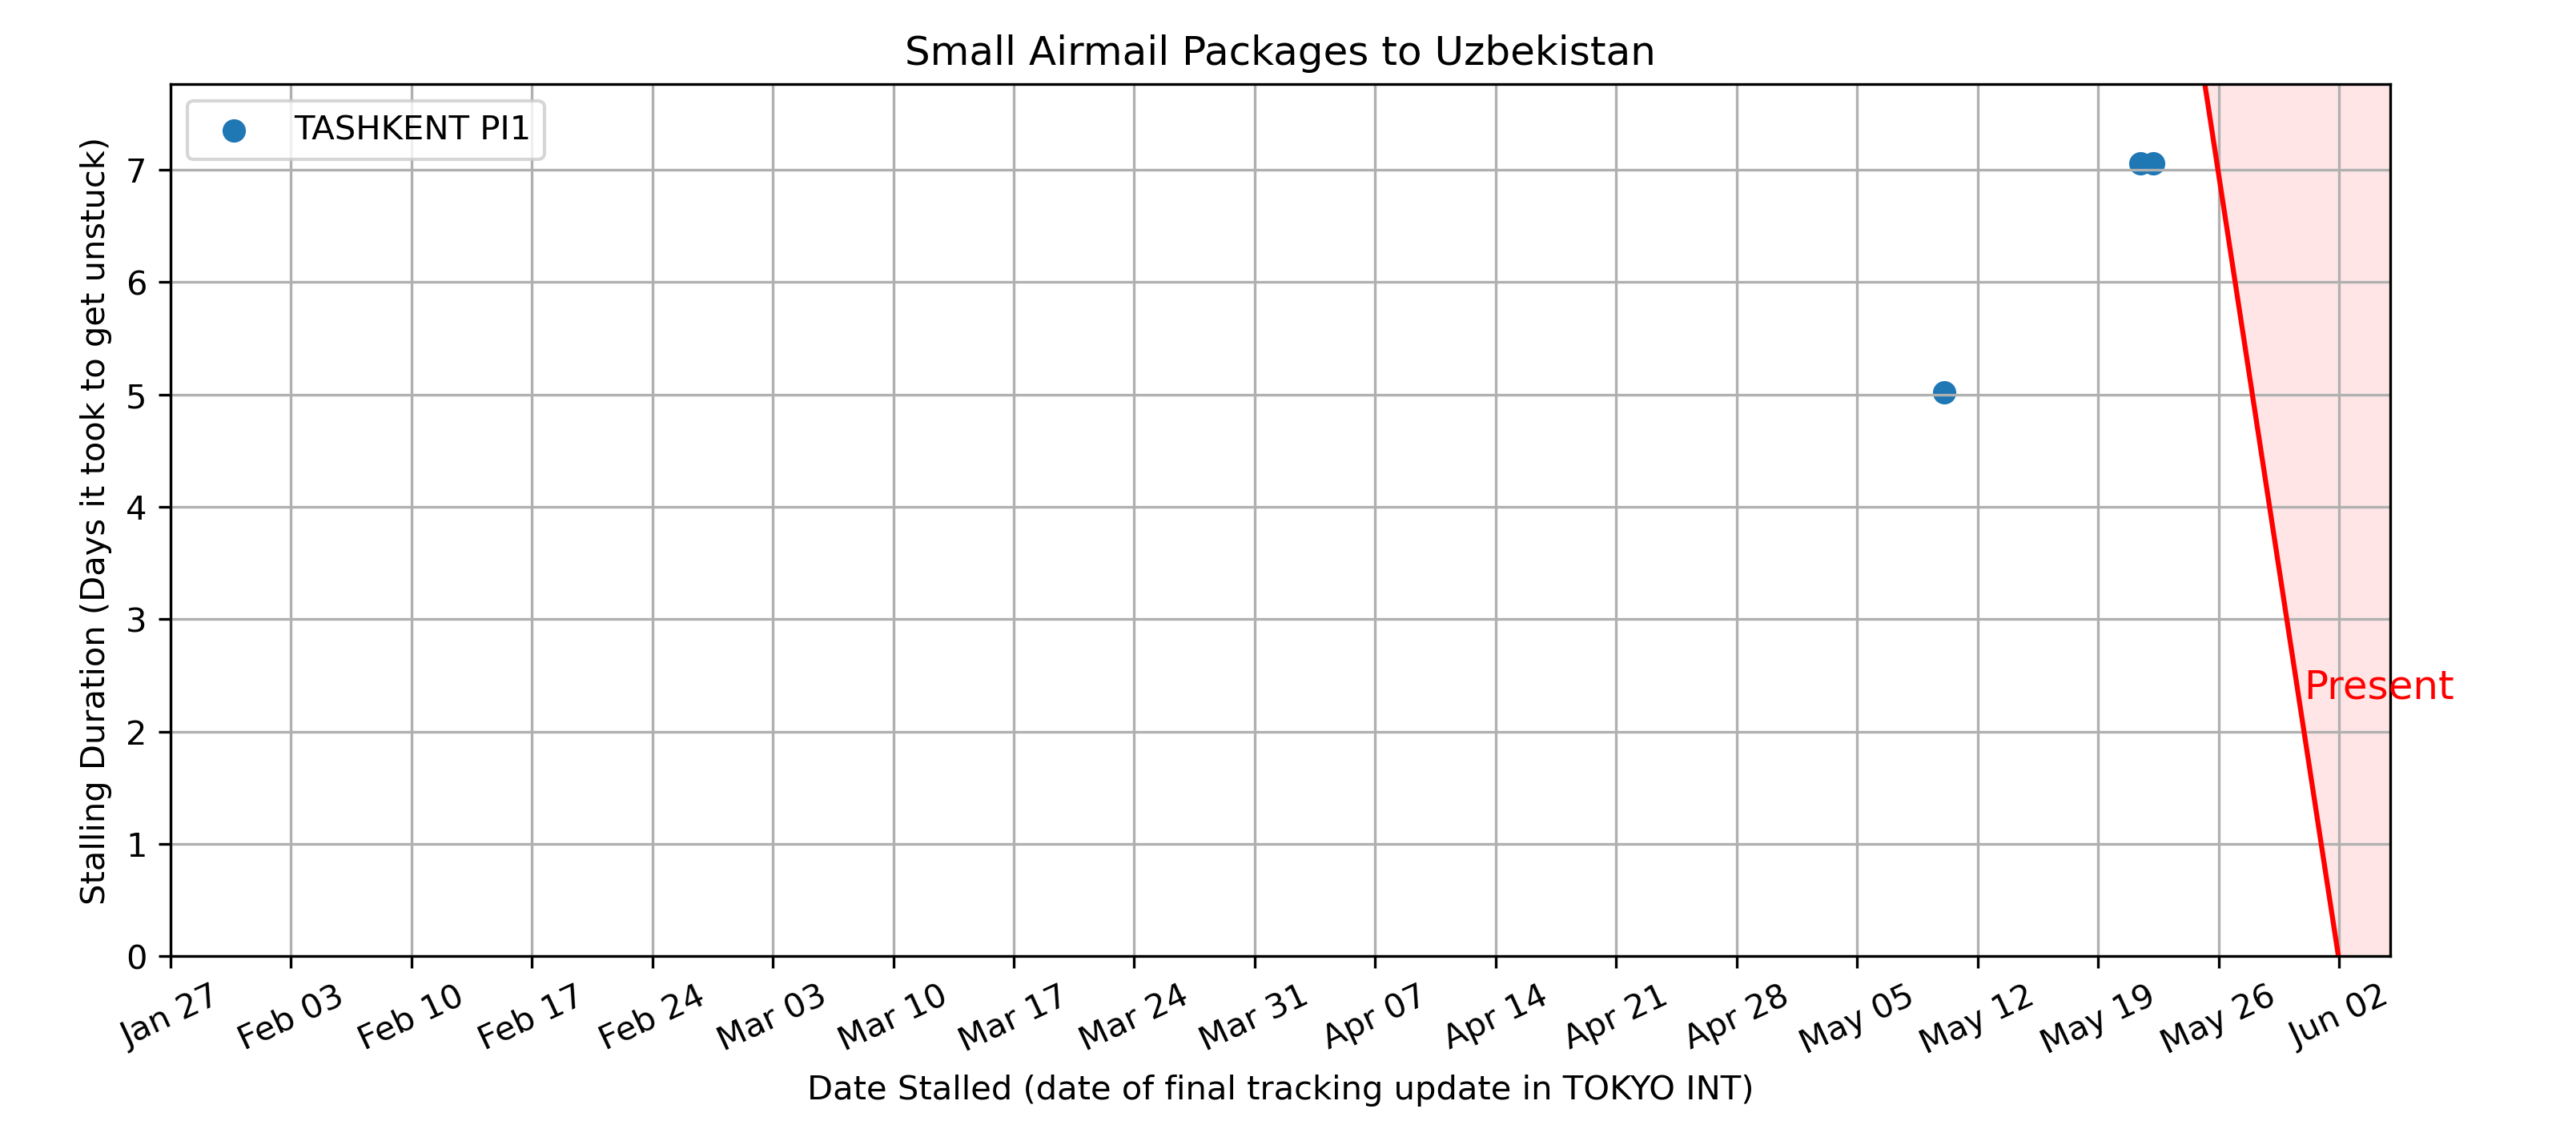 Small Airmail Packages to Uzbekistan
TASHKENT PI1
Stalling Duration (Days it took to get unstuck)
7
6
5
4
3
2
1
0
Present
Jan 27
Feb 03
Feb 10
Feb 17
Feb 24
Mar 03
Mar 10
Mar 17
Mar 24
Mar 31
Apr 07
Apr 14
Apr 21
Apr 28
May 05
May 12
May 19
May 26
Jun 02
Date Stalled (date of final tracking update in TOKYO INT)